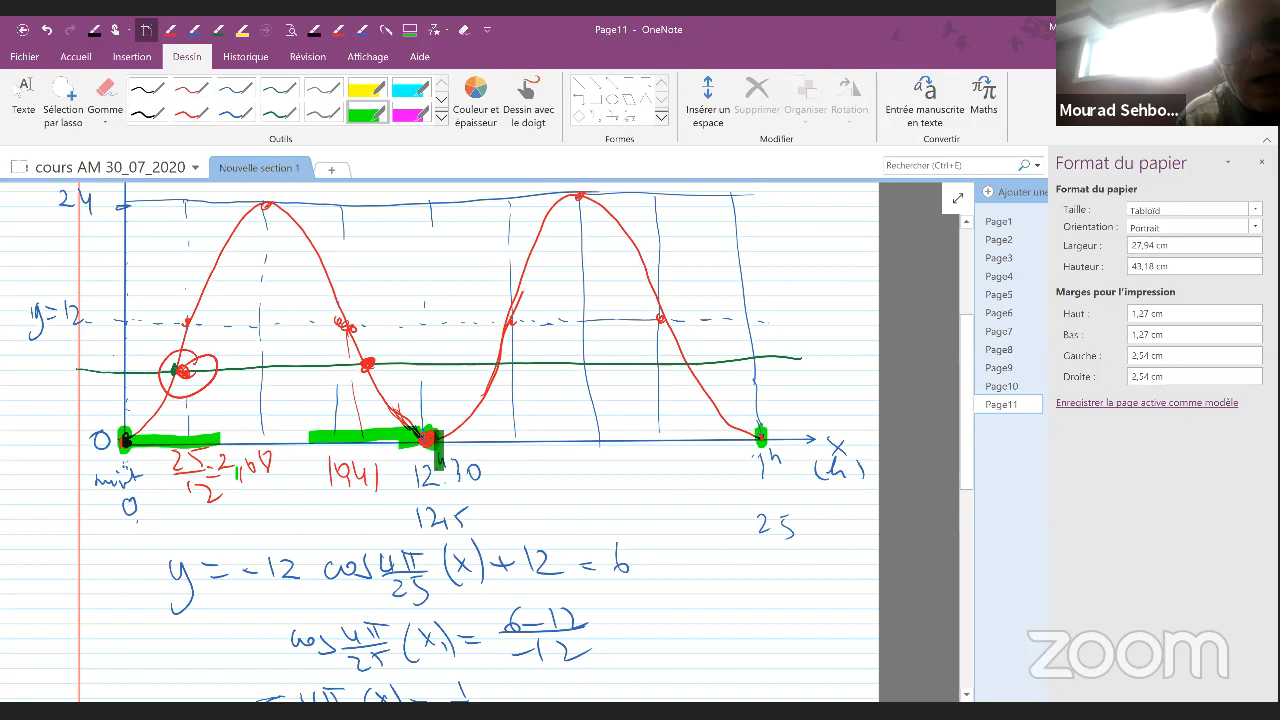 Page11 - OneNote
Fichier Accueil Insertion Dessin Historique Révision Affichage Aide
Texte
Sélection par lasso
Gomme
Couleur et épaisseur
Dessin avec le doigt
Insérer un espace
Supprimer
Organiser
Rotation
Entrée manuscrite en texte
Maths
Outils
Formes
Modifier
Convertir
Mourad Sehbo...
cours AM 30_07_2020
Nouvelle section 1
Rechercher (Ctrl+E)
Ajouter une
Page1
Page2
Page3
Page4
Page5
Page6
Page7
Page8
Page9
Page10
Page11
Format du papier
Format du papier
Taille : Tabloïd
Orientation : Portrait
Largeur : 27,94 cm
Hauteur : 43,18 cm
Marges pour l'impression
Haut : 1,27 cm
Bas : 1,27 cm
Gauche : 2,54 cm
Droite : 2,54 cm
Enregistrer la page active comme modèle
24
y=12
0
x
(h)
0
12.30
12,5
1h
25
y = -12 cos 4π/25 (x) + 12 = 6
cos 4π/25 (x) = 6-12/-12
zoom